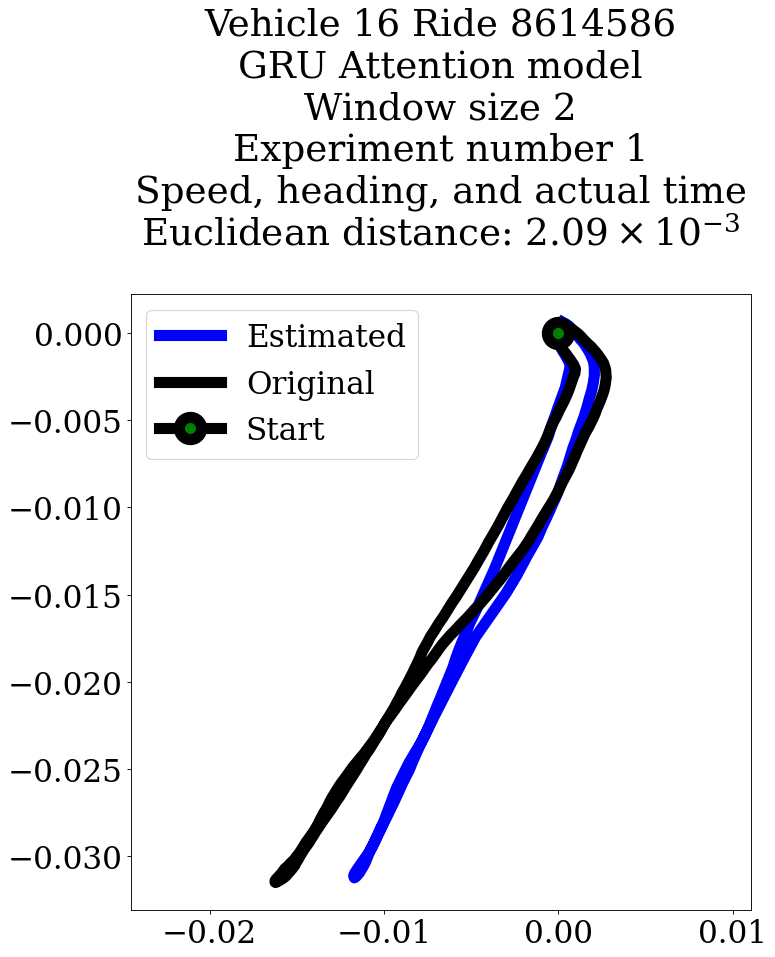 Vehicle 16 Ride 8614586
GRU Attention model
Window size 2
Experiment number 1
Speed, heading, and actual time
Euclidean distance: 2.09 × 10⁻³
Estimated
Original
Start
0.000
−0.005
−0.010
−0.015
−0.020
−0.025
−0.030
−0.02 −0.01 0.00 0.01